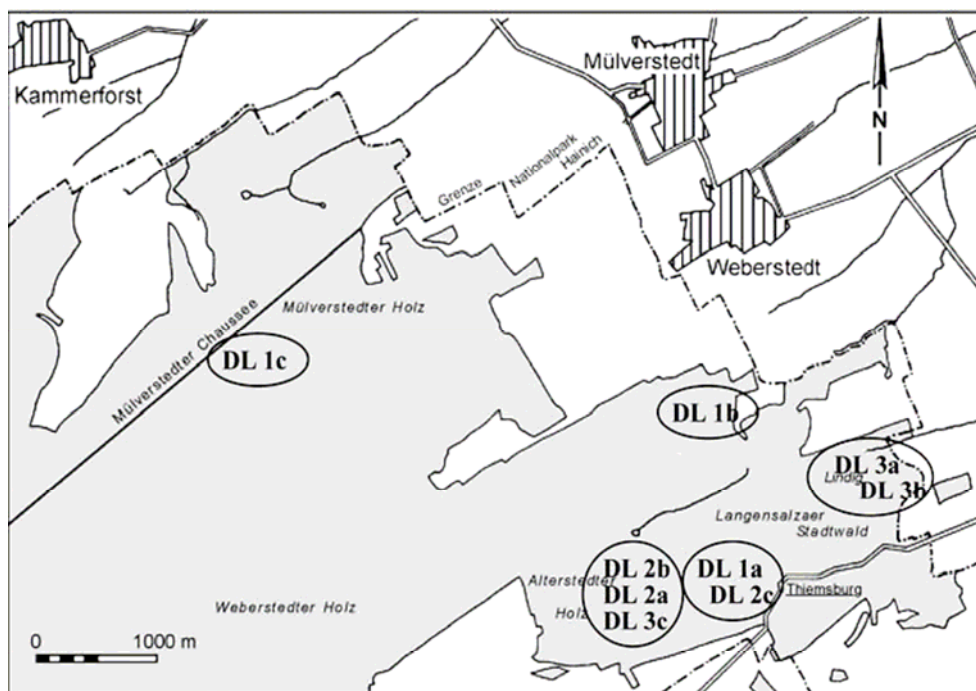 Kammerforst
Mülverstedt
N
Grenze Nationalpark Hainich
Weberstedt
Mülverstedter Holz
Mülverstedter Chaussee
DL 1c
DL 1b
DL 3a
Lindig
DL 3b
Langensalzaer
Stadtwald
DL 2b
DL 2a
DL 3c
Alterstedter
Holz
DL 1a
DL 2c
Thiemsburg
Weberstedter Holz
0 1000 m